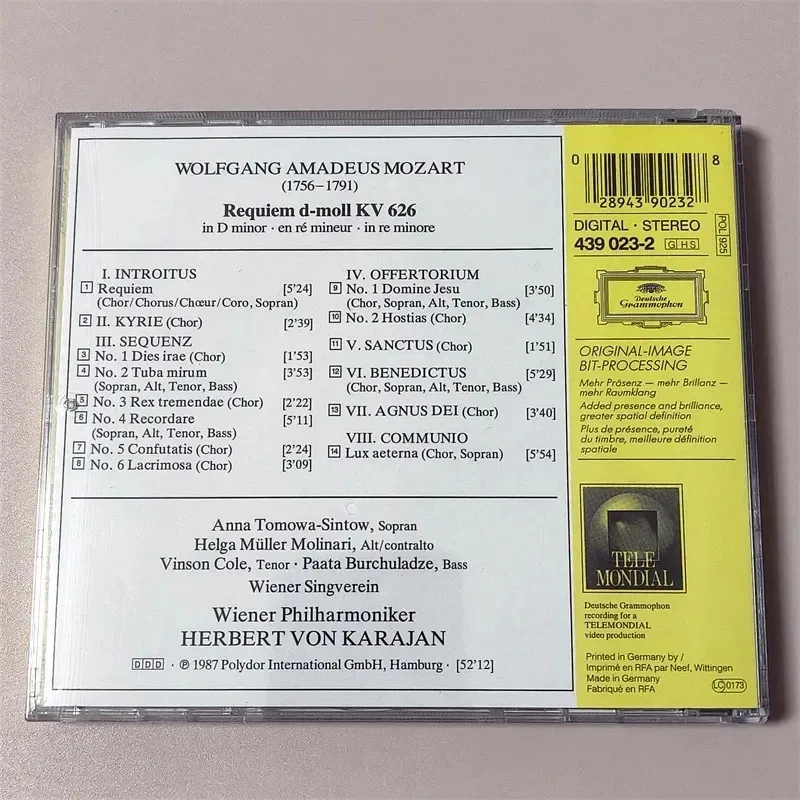 WOLFGANG AMADEUS MOZART
(1756–1791)
Requiem d-moll KV 626
in D minor · en ré mineur · in re minore
I. INTROITUS
1 Requiem [5'24]
(Chor/Chorus/Chœur/Coro, Sopran)
2 II. KYRIE (Chor) [2'39]
III. SEQUENZ
3 No. 1 Dies irae (Chor) [1'53]
4 No. 2 Tuba mirum [3'53]
(Sopran, Alt, Tenor, Bass)
5 No. 3 Rex tremendae (Chor) [2'22]
6 No. 4 Recordare [5'11]
(Sopran, Alt, Tenor, Bass)
7 No. 5 Confutatis (Chor) [2'24]
8 No. 6 Lacrimosa (Chor) [3'09]
IV. OFFERTORIUM
9 No. 1 Domine Jesu [3'50]
(Chor, Sopran, Alt, Tenor, Bass)
10 No. 2 Hostias (Chor) [4'34]
11 V. SANCTUS (Chor) [1'51]
12 VI. BENEDICTUS [5'29]
(Chor, Sopran, Alt, Tenor, Bass)
13 VII. AGNUS DEI (Chor) [3'40]
VIII. COMMUNIO
14 Lux aeterna (Chor, Sopran) [5'54]
Anna Tomowa-Sintow, Sopran
Helga Müller Molinari, Alt/contralto
Vinson Cole, Tenor · Paata Burchuladze, Bass
Wiener Singverein
Wiener Philharmoniker
HERBERT VON KARAJAN
DDD · ℗ 1987 Polydor International GmbH, Hamburg · [52'12]
0 28943 90232 8
DIGITAL · STEREO
439 023-2 GHS
POL 925
Deutsche
Grammophon
ORIGINAL-IMAGE
BIT-PROCESSING
Mehr Präsenz — mehr Brillanz —
mehr Raumklang
Added presence and brilliance,
greater spatial definition
Plus de présence, pureté
du timbre, meilleure définition
spatiale
TELE
MONDIAL
Deutsche Grammophon
recording for a
TELEMONDIAL
video production
Printed in Germany by /
Imprimé en RFA par Neef, Wittingen
Made in Germany
Fabriqué en RFA
LC 0173